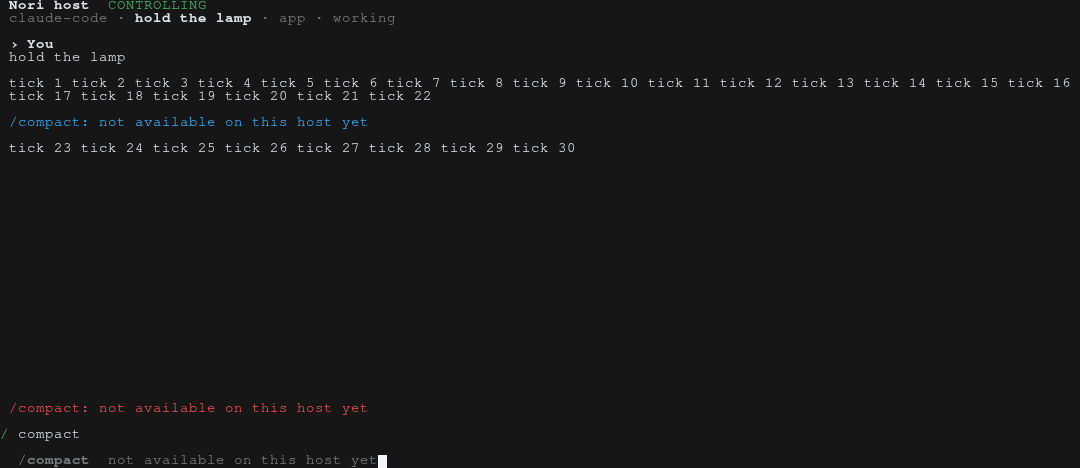 Nori host  CONTROLLING
claude-code · hold the lamp · app · working
› You
hold the lamp
tick 1 tick 2 tick 3 tick 4 tick 5 tick 6 tick 7 tick 8 tick 9 tick 10 tick 11 tick 12 tick 13 tick 14 tick 15 tick 16
tick 17 tick 18 tick 19 tick 20 tick 21 tick 22
/compact: not available on this host yet
tick 23 tick 24 tick 25 tick 26 tick 27 tick 28 tick 29 tick 30
/compact: not available on this host yet
/ compact
/compact  not available on this host yet